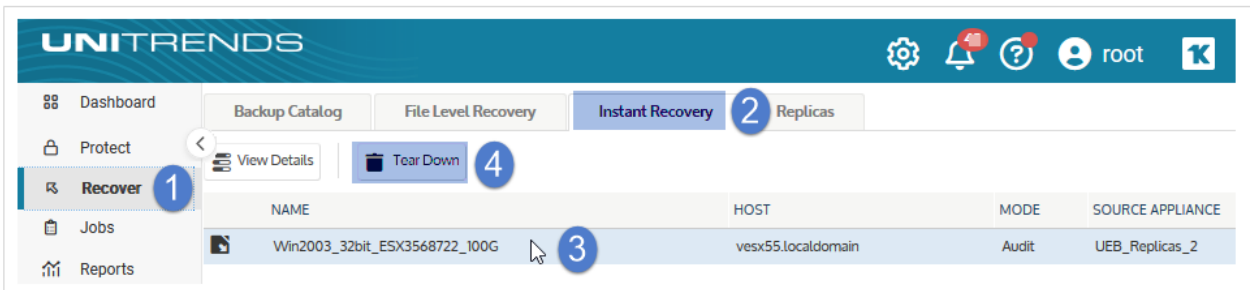 UNITRENDS
root
Dashboard
Protect
Recover 1
Jobs
Reports
Backup Catalog File Level Recovery Instant Recovery 2 Replicas
View Details Tear Down 4
NAME HOST MODE SOURCE APPLIANCE
Win2003_32bit_ESX3568722_100G 3 vesx55.localdomain Audit UEB_Replicas_2